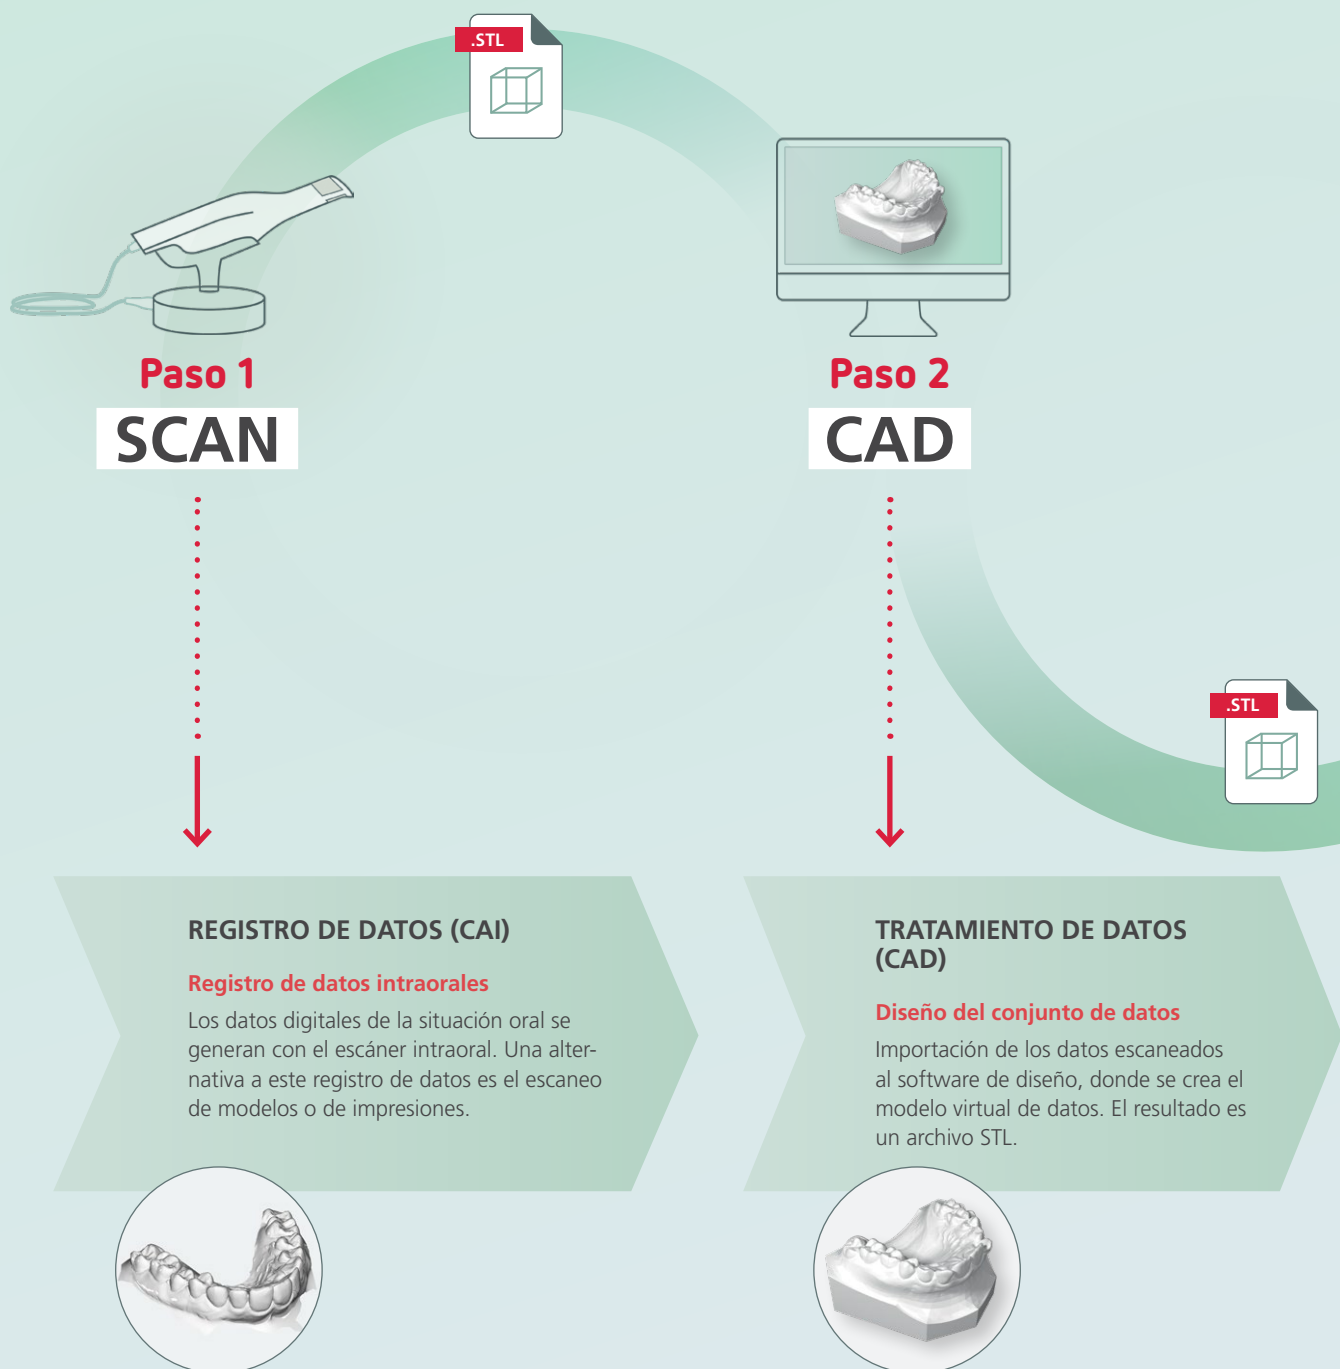 .STL
Paso 1
SCAN
Paso 2
CAD
.STL
REGISTRO DE DATOS (CAI)
Registro de datos intraorales
Los datos digitales de la situación oral se
generan con el escáner intraoral. Una alter-
nativa a este registro de datos es el escaneo
de modelos o de impresiones.
TRATAMIENTO DE DATOS
(CAD)
Diseño del conjunto de datos
Importación de los datos escaneados
al software de diseño, donde se crea el
modelo virtual de datos. El resultado es
un archivo STL.